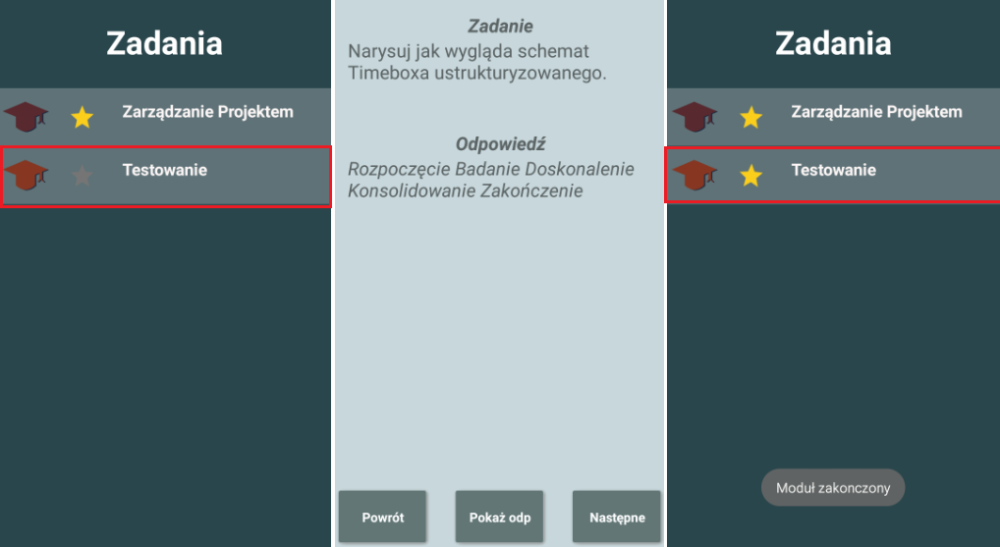 Zadania
Zarządzanie Projektem
Testowanie
Zadanie
Narysuj jak wygląda schemat
Timeboxa ustrukturyzowanego.
Odpowiedź
Rozpoczęcie Badanie Doskonalenie
Konsolidowanie Zakończenie
Powrót
Pokaż odp
Następne
Zadania
Zarządzanie Projektem
Testowanie
Moduł zakonczony